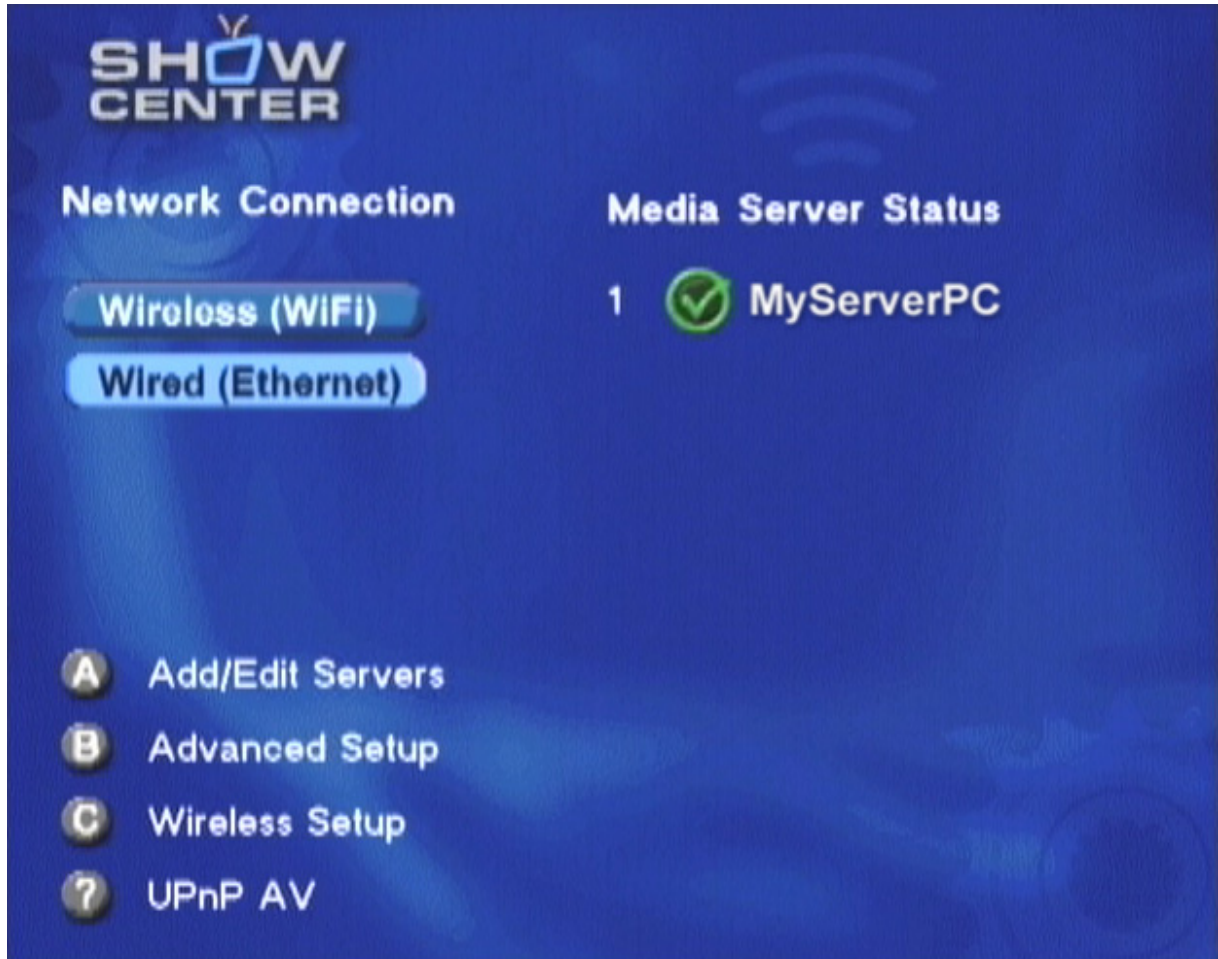 SHOW
CENTER
Network Connection
Wireless (WiFi)
Wired (Ethernet)
Media Server Status
1 MyServerPC
A Add/Edit Servers
B Advanced Setup
C Wireless Setup
? UPnP AV